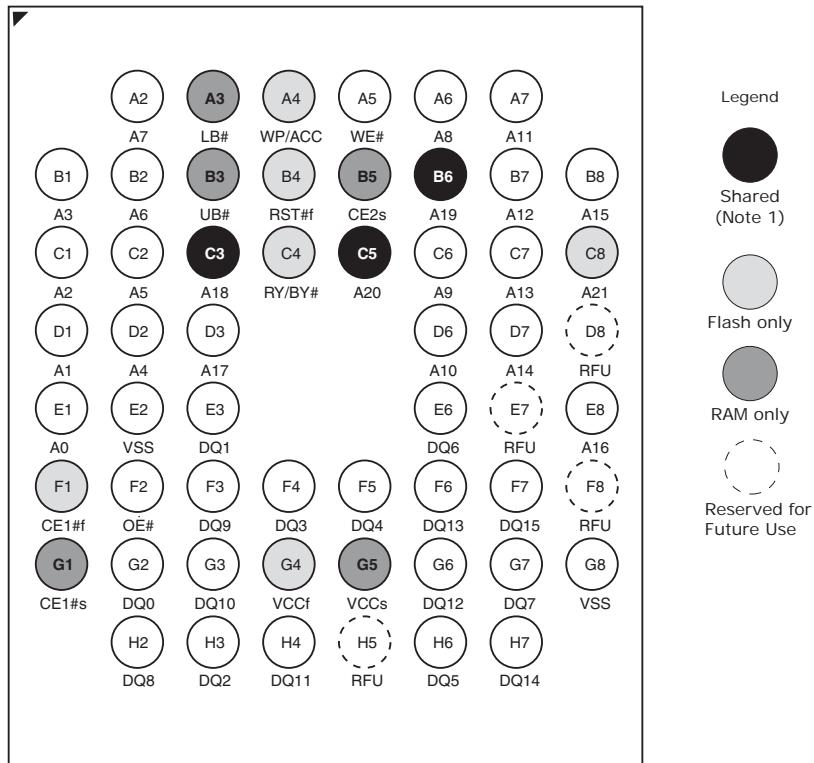 A2 A3 A4 A5 A6 A7
A7 LB# WP/ACC WE# A8 A11
B1 B2 B3 B4 B5 B6 B7 B8
A3 A6 UB# RST#f CE2s A19 A12 A15
C1 C2 C3 C4 C5 C6 C7 C8
A2 A5 A18 RY/BY# A20 A9 A13 A21
D1 D2 D3 D6 D7 D8
A1 A4 A17 A10 A14 RFU
E1 E2 E3 E6 E7 E8
A0 VSS DQ1 DQ6 RFU A16
F1 F2 F3 F4 F5 F6 F7 F8
CE1#f OE# DQ9 DQ3 DQ4 DQ13 DQ15 RFU
G1 G2 G3 G4 G5 G6 G7 G8
CE1#s DQ0 DQ10 VCCf VCCs DQ12 DQ7 VSS
H2 H3 H4 H5 H6 H7
DQ8 DQ2 DQ11 RFU DQ5 DQ14
Legend
Shared
(Note 1)
Flash only
RAM only
Reserved for
Future Use